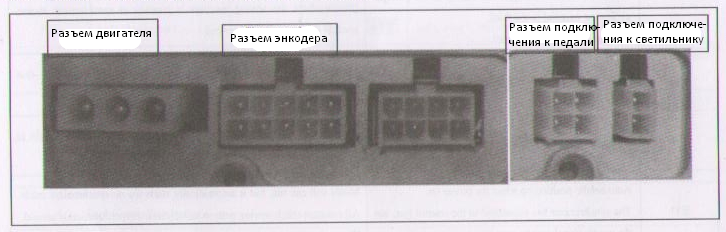 Разъем двигателя
Разъем энкодера
Разъем подклю-
чения к педали
Разъем подключе-
ния к светильнику